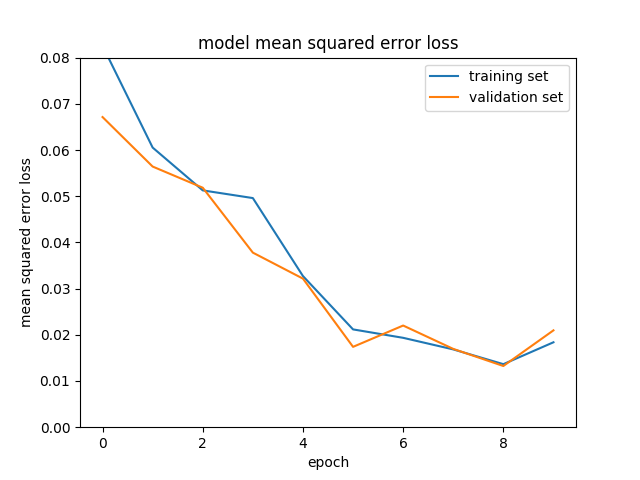 model mean squared error loss
0.08
0.07
0.06
0.05
0.04
0.03
0.02
0.01
0.00
mean squared error loss
training set
validation set
0
2
4
6
8
epoch